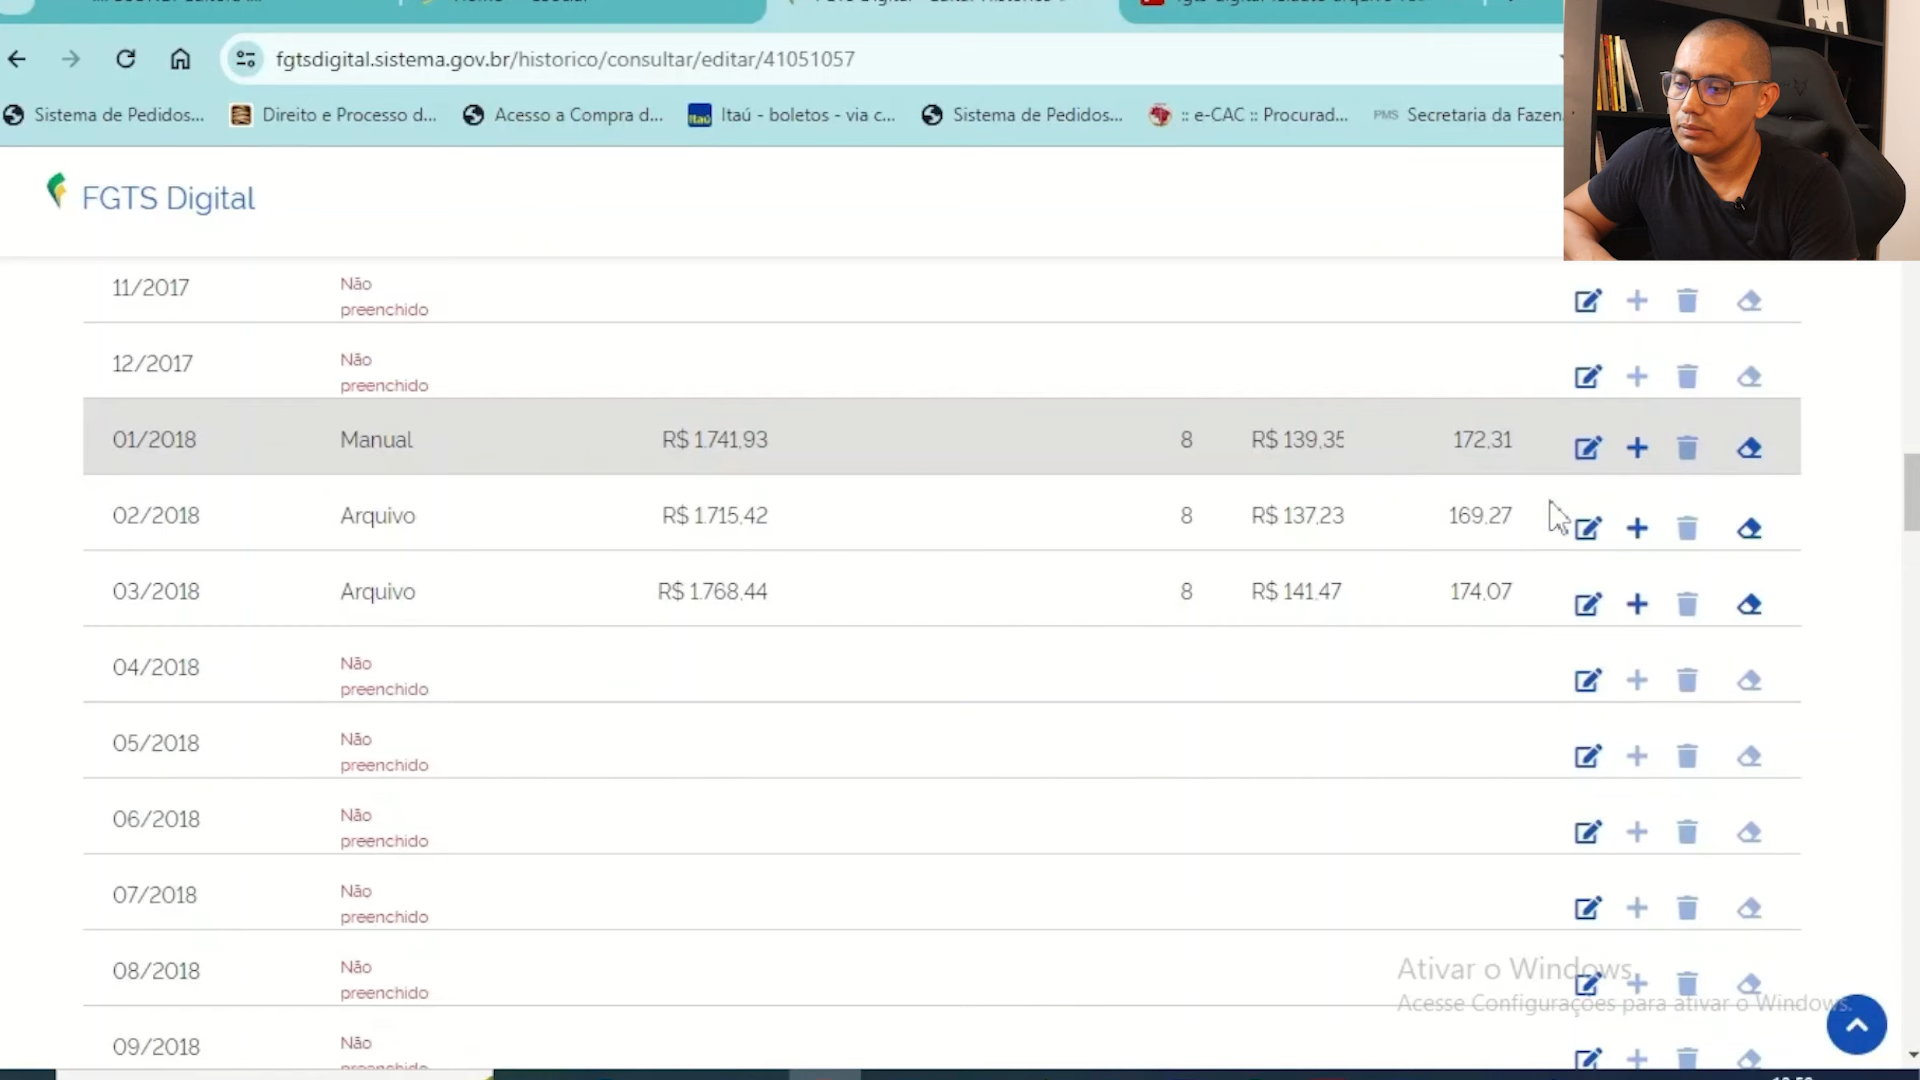 fgtsdigital.sistema.gov.br/historico/consultar/editar/41051057
Sistema de Pedidos... Direito e Processo d... Acesso a Compra d... Itaú - boletos - via c... Sistema de Pedidos... :: e-CAC :: Procurad... PMS Secretaria da Fazen...
FGTS Digital
11/2017 Não preenchido
12/2017 Não preenchido
01/2018 Manual R$ 1.741,93 8 R$ 139,35 172,31
02/2018 Arquivo R$ 1.715,42 8 R$ 137,23 169,27
03/2018 Arquivo R$ 1.768,44 8 R$ 141,47 174,07
04/2018 Não preenchido
05/2018 Não preenchido
06/2018 Não preenchido
07/2018 Não preenchido
08/2018 Não preenchido
09/2018 Não
Ativar o Windows
Acesse Configurações para ativar o Windows.